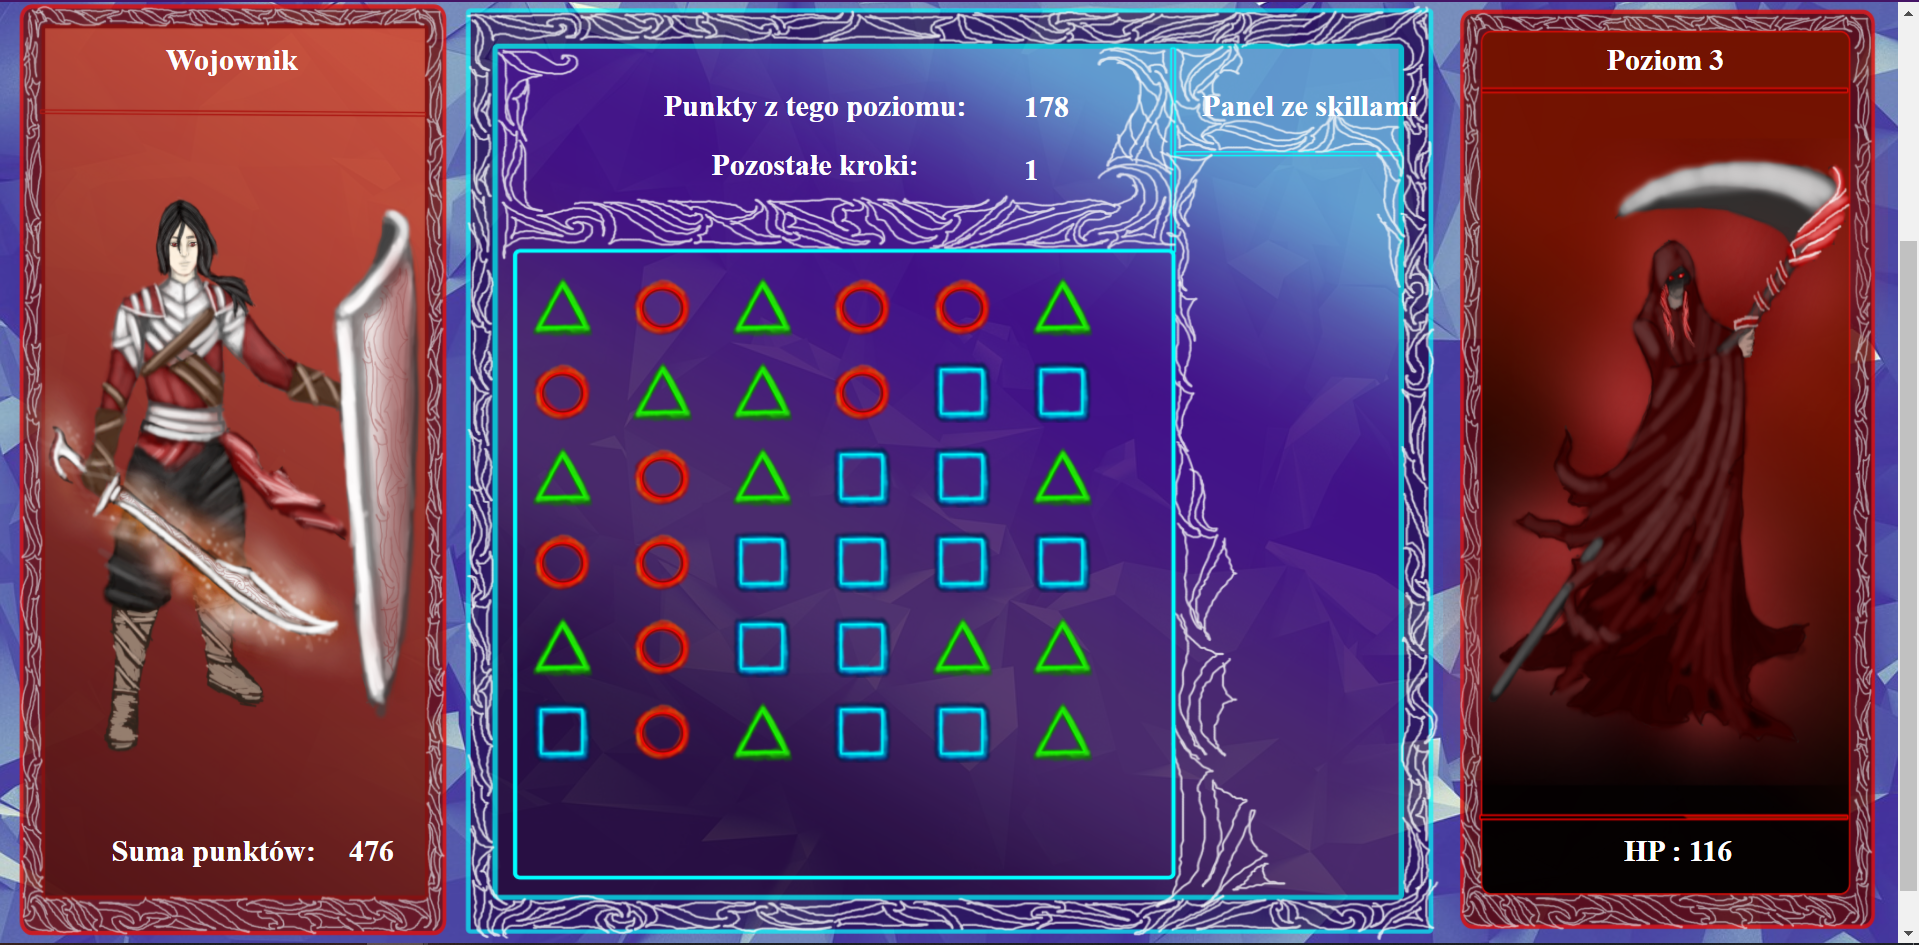 Wojownik
Suma punktów: 476
Punkty z tego poziomu: 178
Pozostałe kroki: 1
Panel ze skillami
Poziom 3
HP : 116